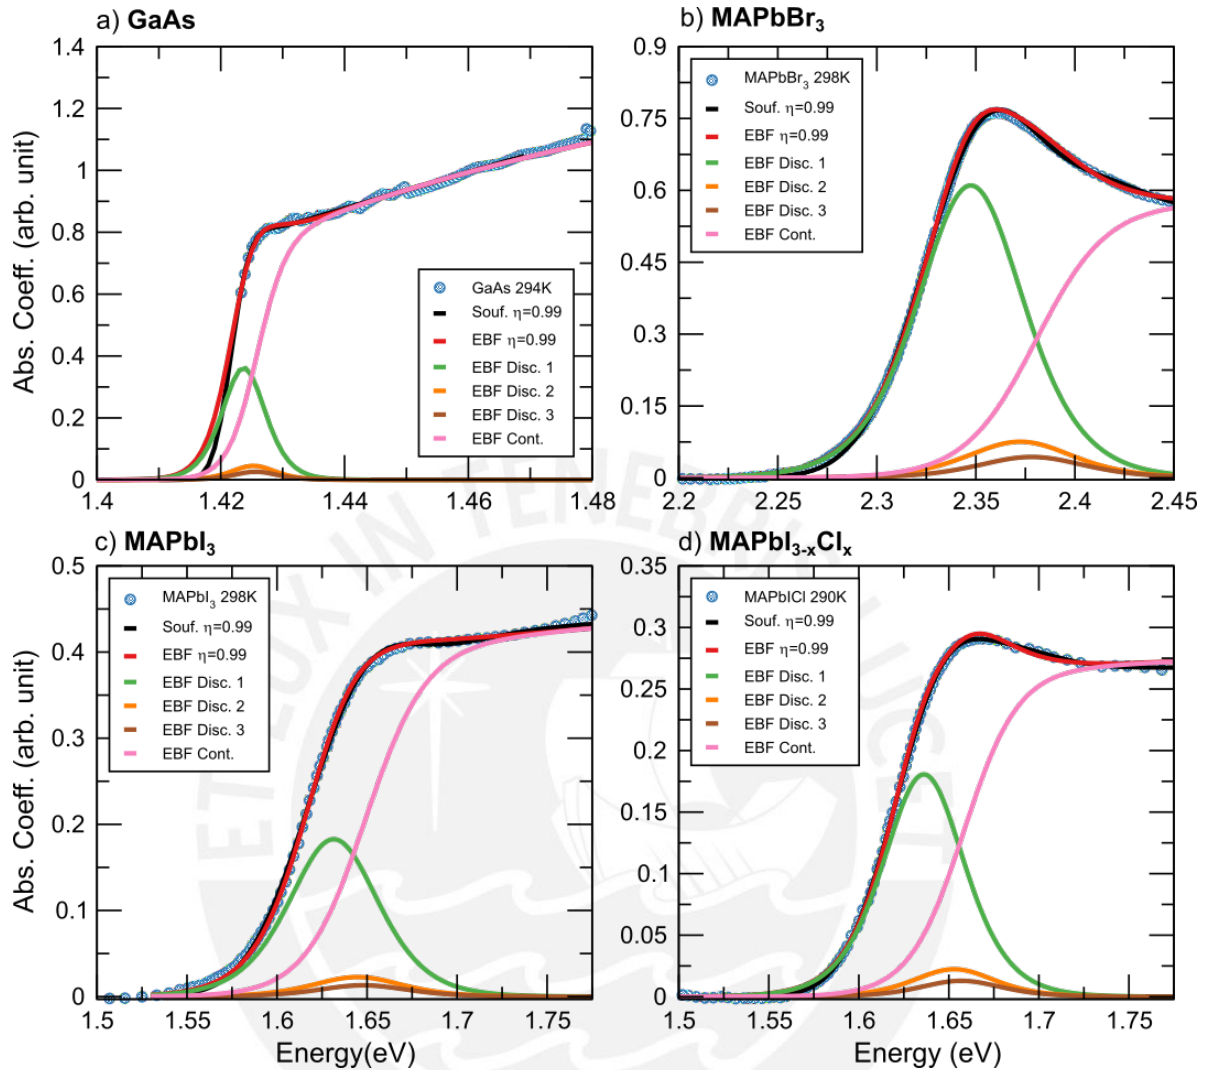 a) GaAs
b) MAPbBr3
1.4
1.2
1
0.8
0.6
0.4
0.2
0
Abs. Coeff. (arb. unit)
GaAs 294K
Souf. η=0.99
EBF η=0.99
EBF Disc. 1
EBF Disc. 2
EBF Disc. 3
EBF Cont.
1.4
1.42
1.44
1.46
1.48
0.9
0.75
0.6
0.45
0.3
0.15
0
MAPbBr3 298K
Souf. η=0.99
EBF η=0.99
EBF Disc. 1
EBF Disc. 2
EBF Disc. 3
EBF Cont.
2.2
2.25
2.3
2.35
2.4
2.45
c) MAPbI3
d) MAPbI3-xClx
0.5
0.4
0.3
0.2
0.1
0
Abs. Coeff. (arb. unit)
MAPbI3 298K
Souf. η=0.99
EBF η=0.99
EBF Disc. 1
EBF Disc. 2
EBF Disc. 3
EBF Cont.
1.5
1.55
1.6
1.65
1.7
1.75
Energy(eV)
0.35
0.3
0.25
0.2
0.15
0.1
0.05
0
MAPbICl 290K
Souf. η=0.99
EBF η=0.99
EBF Disc. 1
EBF Disc. 2
EBF Disc. 3
EBF Cont.
1.5
1.55
1.6
1.65
1.7
1.75
Energy (eV)
ET LUX IN TENEBRIS LUCET